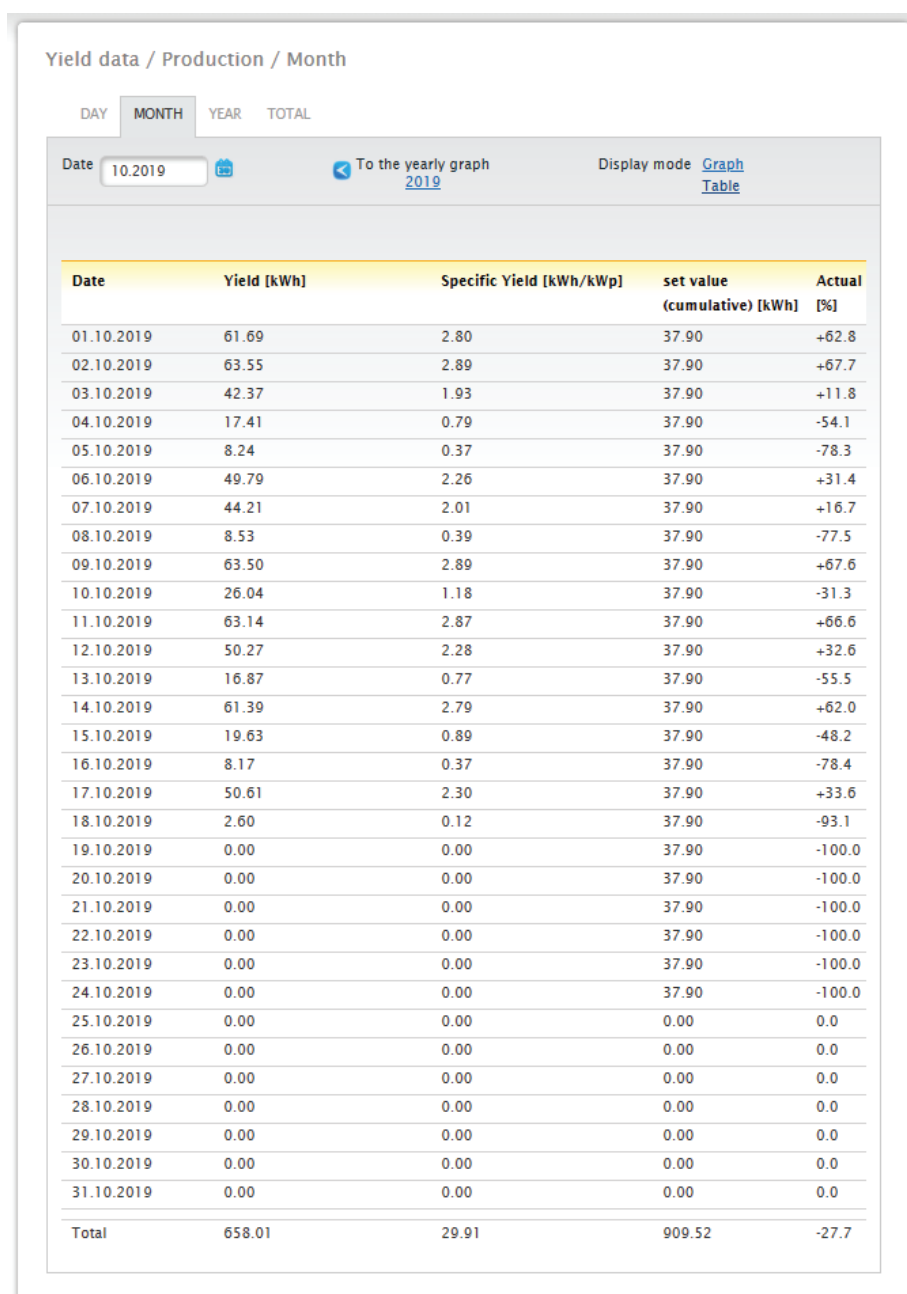 Yield data / Production / Month
DAY MONTH YEAR TOTAL
Date 10.2019 To the yearly graph Display mode Graph
2019 Table
Date Yield [kWh] Specific Yield [kWh/kWp] set value Actual
(cumulative) [kWh] [%]
01.10.2019 61.69 2.80 37.90 +62.8
02.10.2019 63.55 2.89 37.90 +67.7
03.10.2019 42.37 1.93 37.90 +11.8
04.10.2019 17.41 0.79 37.90 -54.1
05.10.2019 8.24 0.37 37.90 -78.3
06.10.2019 49.79 2.26 37.90 +31.4
07.10.2019 44.21 2.01 37.90 +16.7
08.10.2019 8.53 0.39 37.90 -77.5
09.10.2019 63.50 2.89 37.90 +67.6
10.10.2019 26.04 1.18 37.90 -31.3
11.10.2019 63.14 2.87 37.90 +66.6
12.10.2019 50.27 2.28 37.90 +32.6
13.10.2019 16.87 0.77 37.90 -55.5
14.10.2019 61.39 2.79 37.90 +62.0
15.10.2019 19.63 0.89 37.90 -48.2
16.10.2019 8.17 0.37 37.90 -78.4
17.10.2019 50.61 2.30 37.90 +33.6
18.10.2019 2.60 0.12 37.90 -93.1
19.10.2019 0.00 0.00 37.90 -100.0
20.10.2019 0.00 0.00 37.90 -100.0
21.10.2019 0.00 0.00 37.90 -100.0
22.10.2019 0.00 0.00 37.90 -100.0
23.10.2019 0.00 0.00 37.90 -100.0
24.10.2019 0.00 0.00 37.90 -100.0
25.10.2019 0.00 0.00 0.00 0.0
26.10.2019 0.00 0.00 0.00 0.0
27.10.2019 0.00 0.00 0.00 0.0
28.10.2019 0.00 0.00 0.00 0.0
29.10.2019 0.00 0.00 0.00 0.0
30.10.2019 0.00 0.00 0.00 0.0
31.10.2019 0.00 0.00 0.00 0.0
Total 658.01 29.91 909.52 -27.7